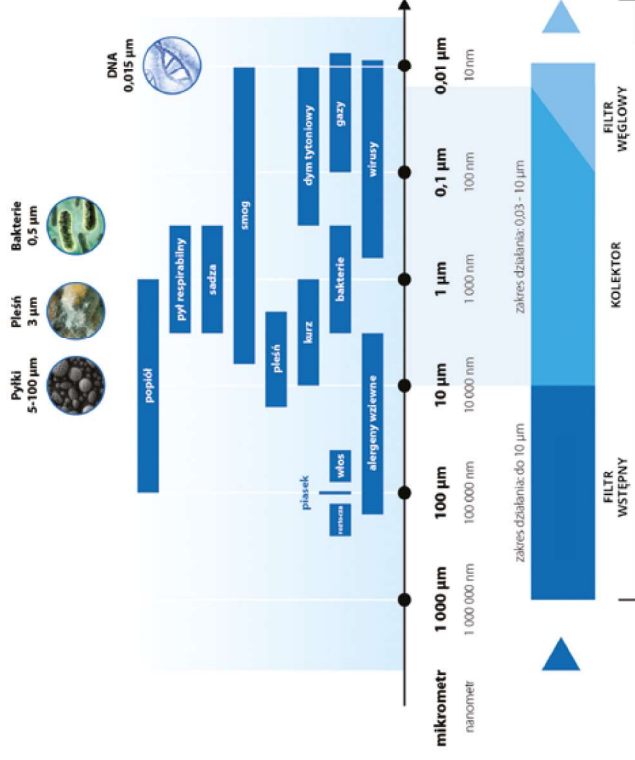 Pyłki
5-100 μm
Pleśń
3 μm
Bakterie
0,5 μm
DNA
0,015 μm
popiół
pył respirabilny
sadza
smog
pleśń
kurz
dym tytoniowy
piasek
roztocza
włos
bakterie
gazy
alergeny wziewne
wirusy
mikrometr
1 000 μm
100 μm
10 μm
1 μm
0,1 μm
0,01 μm
nanometr
1 000 000 nm
100 000 nm
10 000 nm
1 000 nm
100 nm
10 nm
zakres działania: do 10 μm
zakres działania: 0,03 - 10 μm
FILTR
WSTĘPNY
KOLEKTOR
FILTR
WĘGLOWY